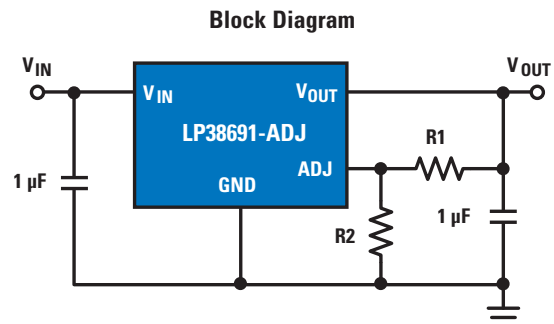 Block Diagram
VIN
VOUT
VIN
VOUT
LP38691-ADJ
ADJ
GND
R1
R2
1 µF
1 µF